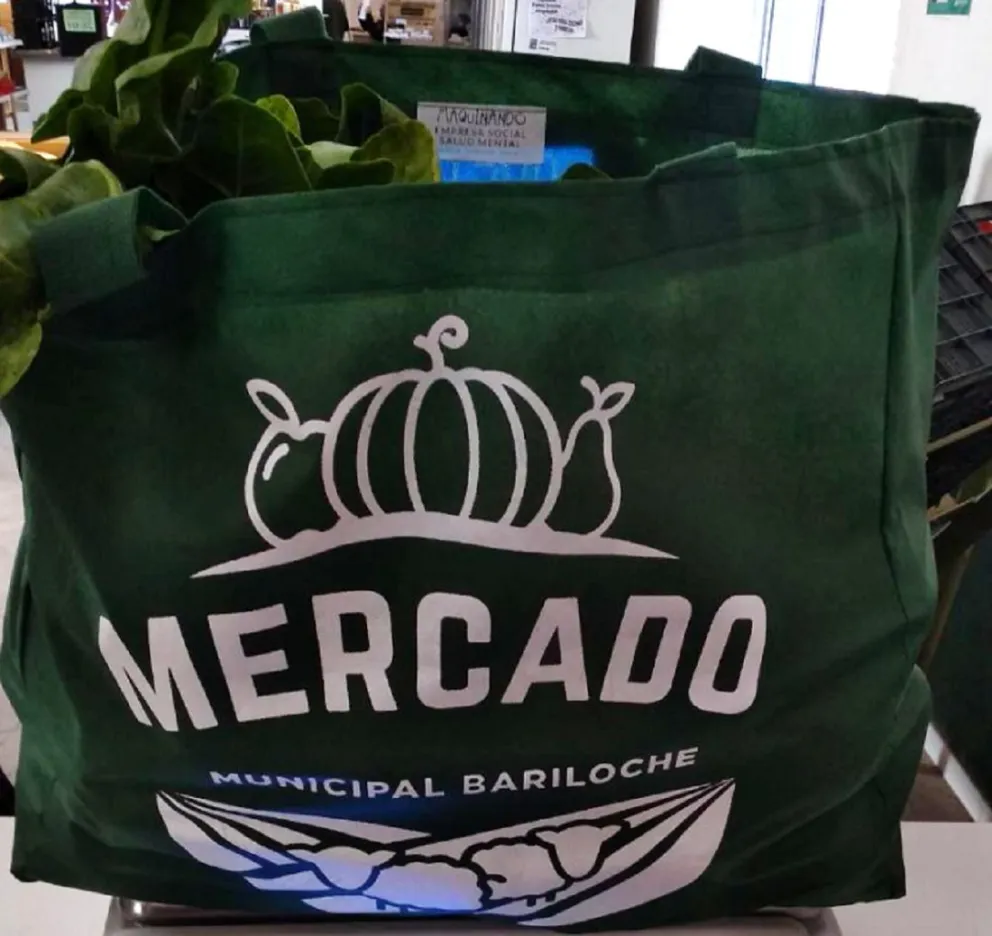 MAQUINANDO
EMPRESA SOCIAL
SALUD MENTAL
MERCADO
MUNICIPAL BARILOCHE